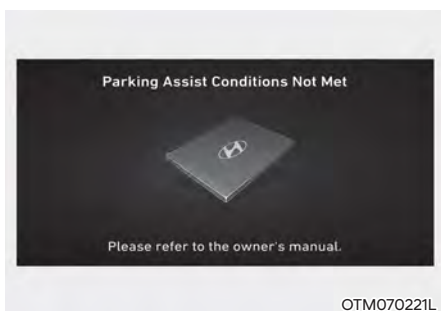 Parking Assist Conditions Not Met
Please refer to the owner's manual.
OTM070221L